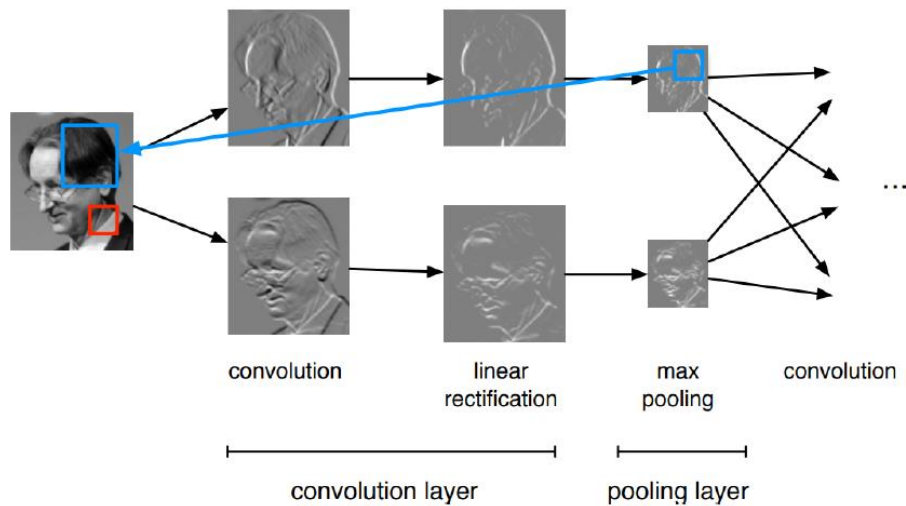 ...
convolution
linear
rectification
max
pooling
convolution
convolution layer
pooling layer